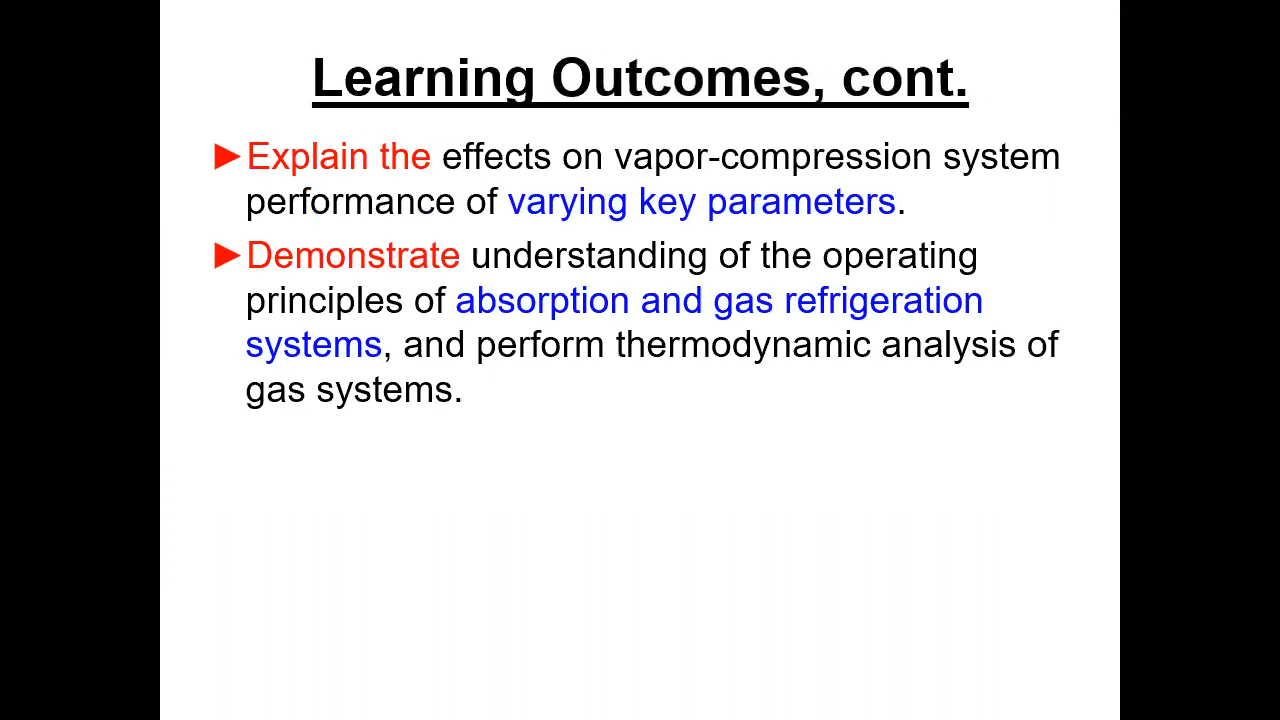 Learning Outcomes, cont.
►Explain the effects on vapor-compression system
performance of varying key parameters.
►Demonstrate understanding of the operating
principles of absorption and gas refrigeration
systems, and perform thermodynamic analysis of
gas systems.